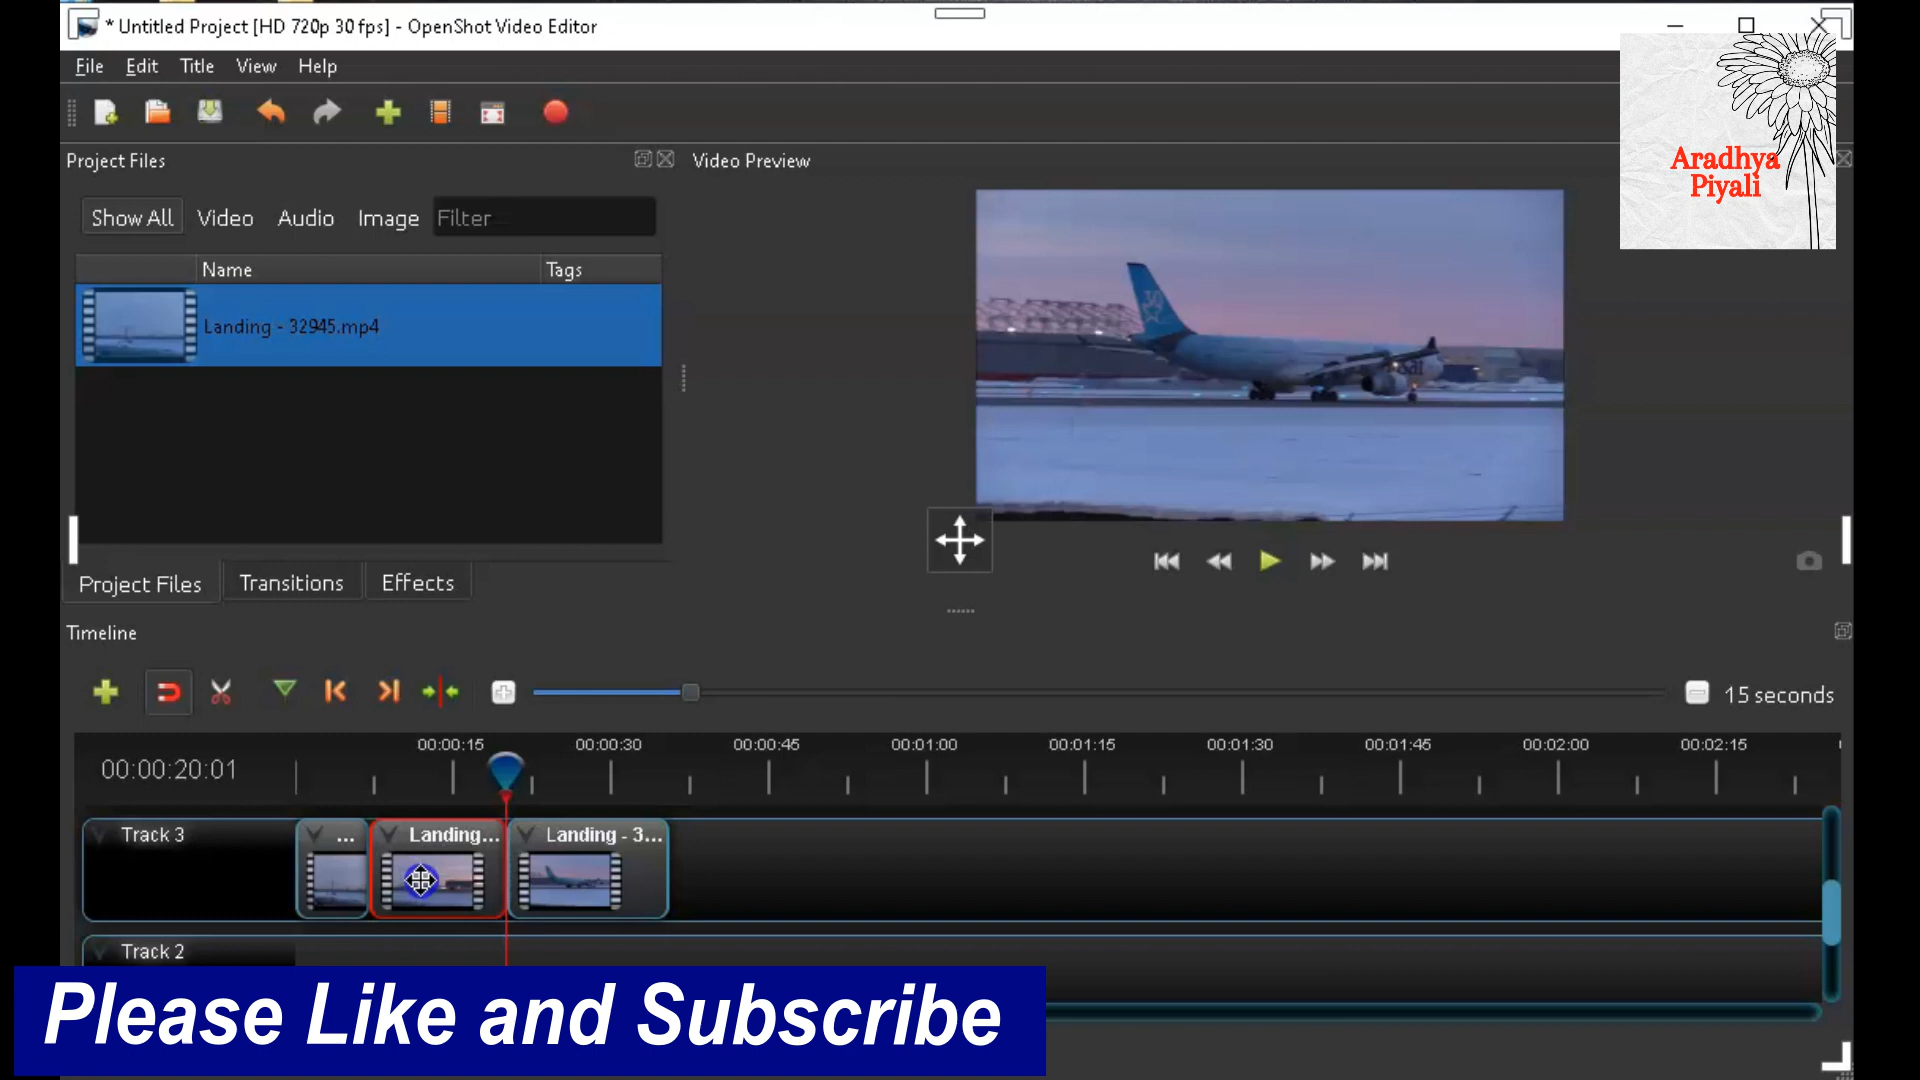 * Untitled Project [HD 720p 30 fps] - OpenShot Video Editor
File Edit Title View Help
Project Files
Video Preview
Aradhya
Piyali
Show All Video Audio Image Filter
Name Tags
Landing - 32945.mp4
30
Project Files Transitions Effects
Timeline
15 seconds
00:00:20:01
00:00:15 00:00:30 00:00:45 00:01:00 00:01:15 00:01:30 00:01:45 00:02:00 00:02:15
Track 3
... Landing... Landing - 3...
Track 2
Please Like and Subscribe